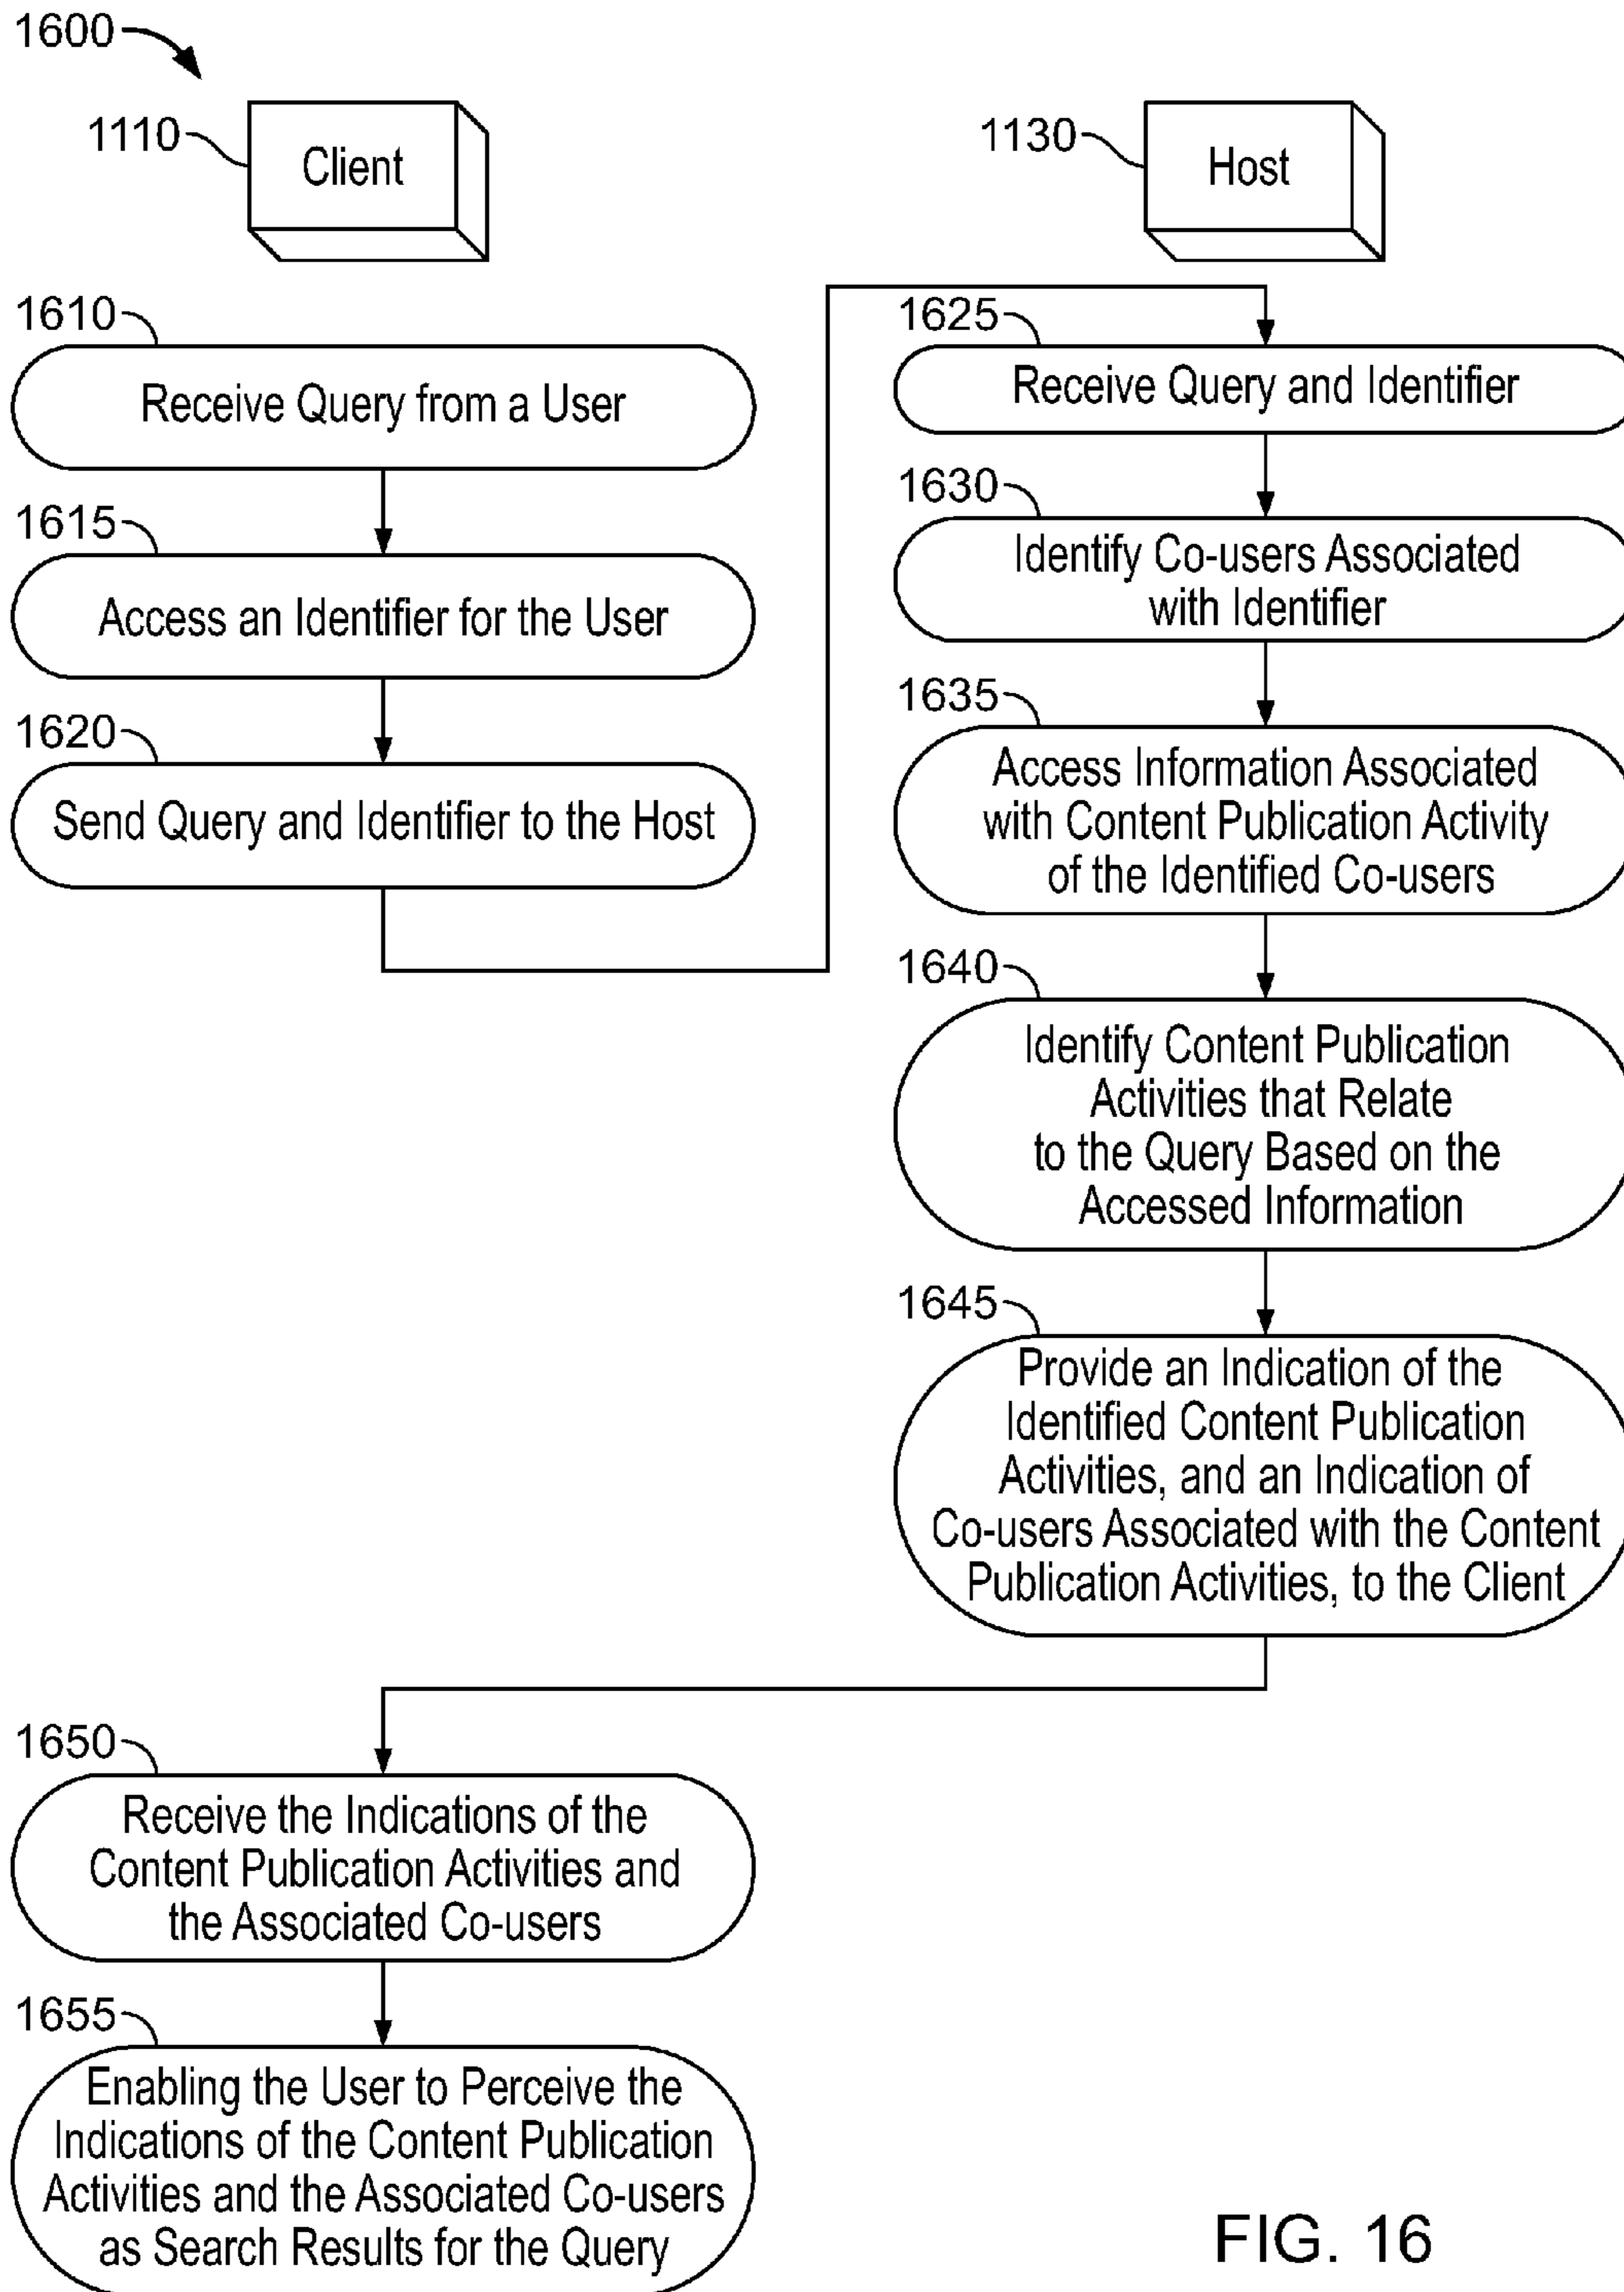 1600
1110
Client
1130
Host
1610
Receive Query from a User
1615
Access an Identifier for the User
1620
Send Query and Identifier to the Host
1625
Receive Query and Identifier
1630
Identify Co-users Associated
with Identifier
1635
Access Information Associated
with Content Publication Activity
of the Identified Co-users
1640
Identify Content Publication
Activities that Relate
to the Query Based on the
Accessed Information
1645
Provide an Indication of the
Identified Content Publication
Activities, and an Indication of
Co-users Associated with the Content
Publication Activities, to the Client
1650
Receive the Indications of the
Content Publication Activities and
the Associated Co-users
1655
Enabling the User to Perceive the
Indications of the Content Publication
Activities and the Associated Co-users
as Search Results for the Query
FIG. 16